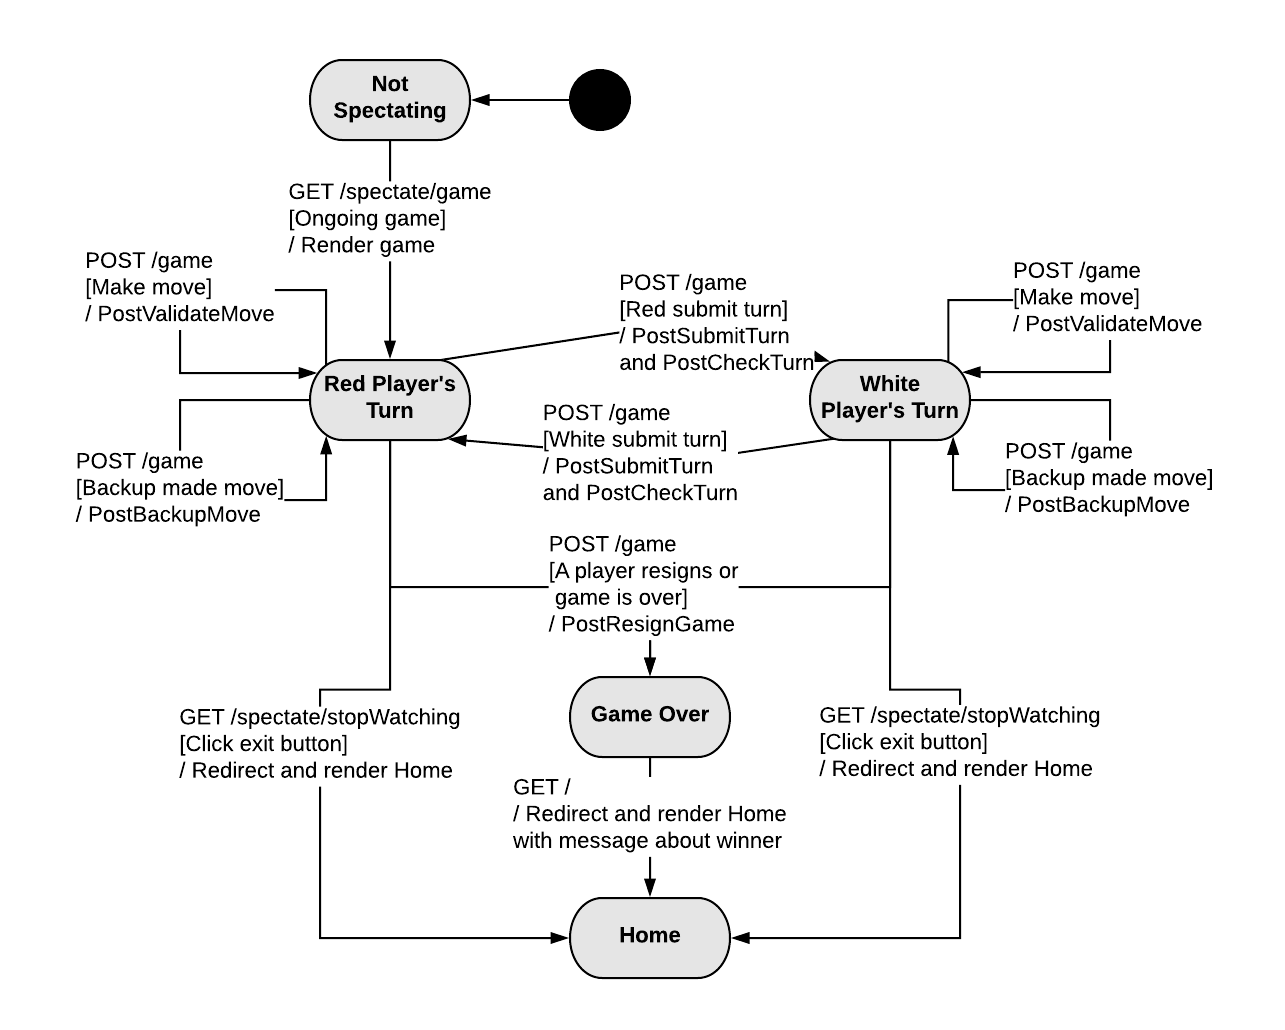 Not
Spectating
GET /spectate/game
[Ongoing game]
/ Render game
POST /game
[Make move]
/ PostValidateMove
POST /game
[Red submit turn]
/ PostSubmitTurn
and PostCheckTurn
POST /game
[Make move]
/ PostValidateMove
Red Player's
Turn
White
Player's Turn
POST /game
[White submit turn]
/ PostSubmitTurn
and PostCheckTurn
POST /game
[Backup made move]
/ PostBackupMove
POST /game
[Backup made move]
/ PostBackupMove
POST /game
[A player resigns or
game is over]
/ PostResignGame
GET /spectate/stopWatching
[Click exit button]
/ Redirect and render Home
Game Over
GET /spectate/stopWatching
[Click exit button]
/ Redirect and render Home
GET /
/ Redirect and render Home
with message about winner
Home